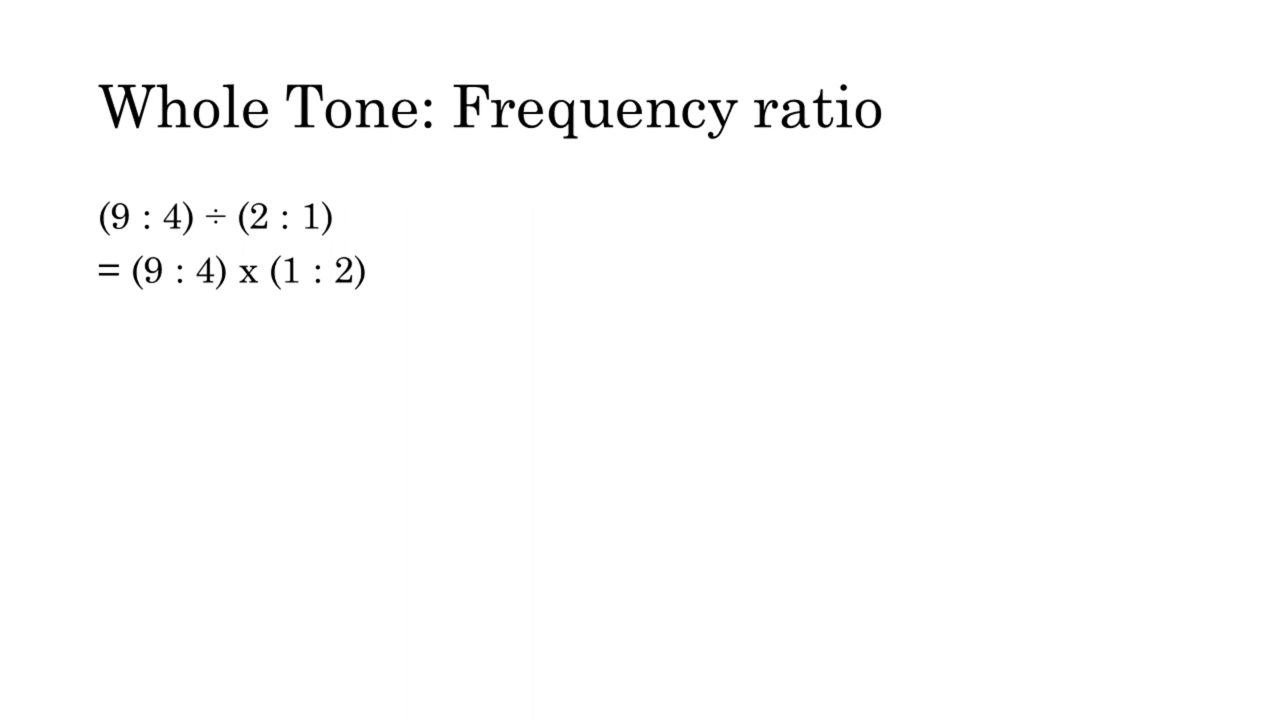 Whole Tone: Frequency ratio
(9 : 4) ÷ (2 : 1)
= (9 : 4) x (1 : 2)